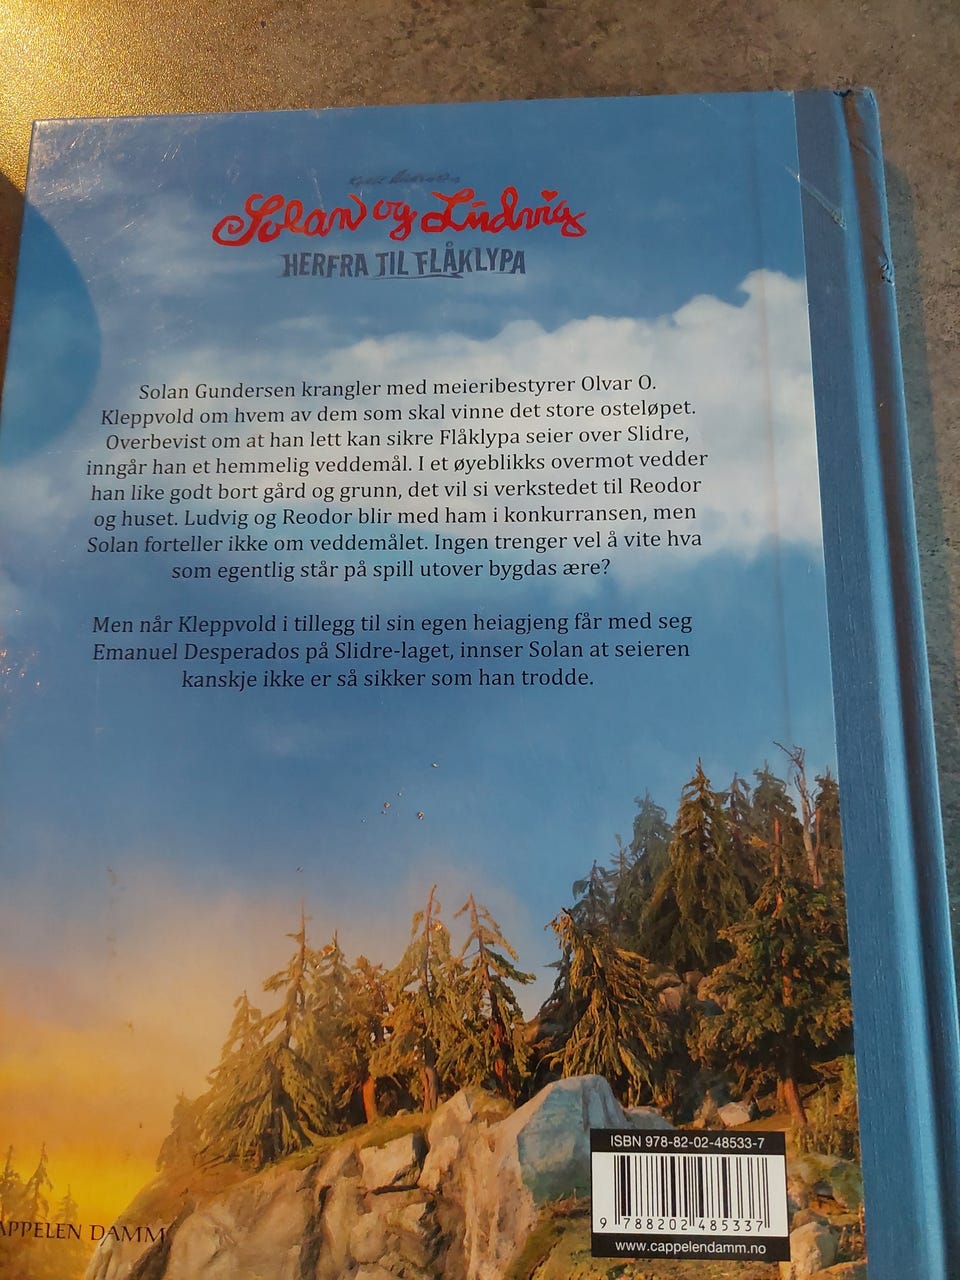 Solan og Ludvig
HERFRA TIL FLÅKLYPA
Solan Gundersen krangler med meieribestyrer Olvar O.
Kleppvold om hvem av dem som skal vinne det store osteløpet.
Overbevist om at han lett kan sikre Flåklypa seier over Slidre,
inngår han et hemmelig veddemål. I et øyeblikks overmot vedder
han like godt bort gård og grunn, det vil si verkstedet til Reodor
og huset. Ludvig og Reodor blir med ham i konkurransen, men
Solan forteller ikke om veddemålet. Ingen trenger vel å vite hva
som egentlig står på spill utover bygdas ære?
Men når Kleppvold i tillegg til sin egen heiagjeng får med seg
Emanuel Desperados på Slidre-laget, innser Solan at seieren
kanskje ikke er så sikker som han trodde.
ISBN 978-82-02-48533-7
9 788202 485337
www.cappelendamm.no
APPELEN DAMM